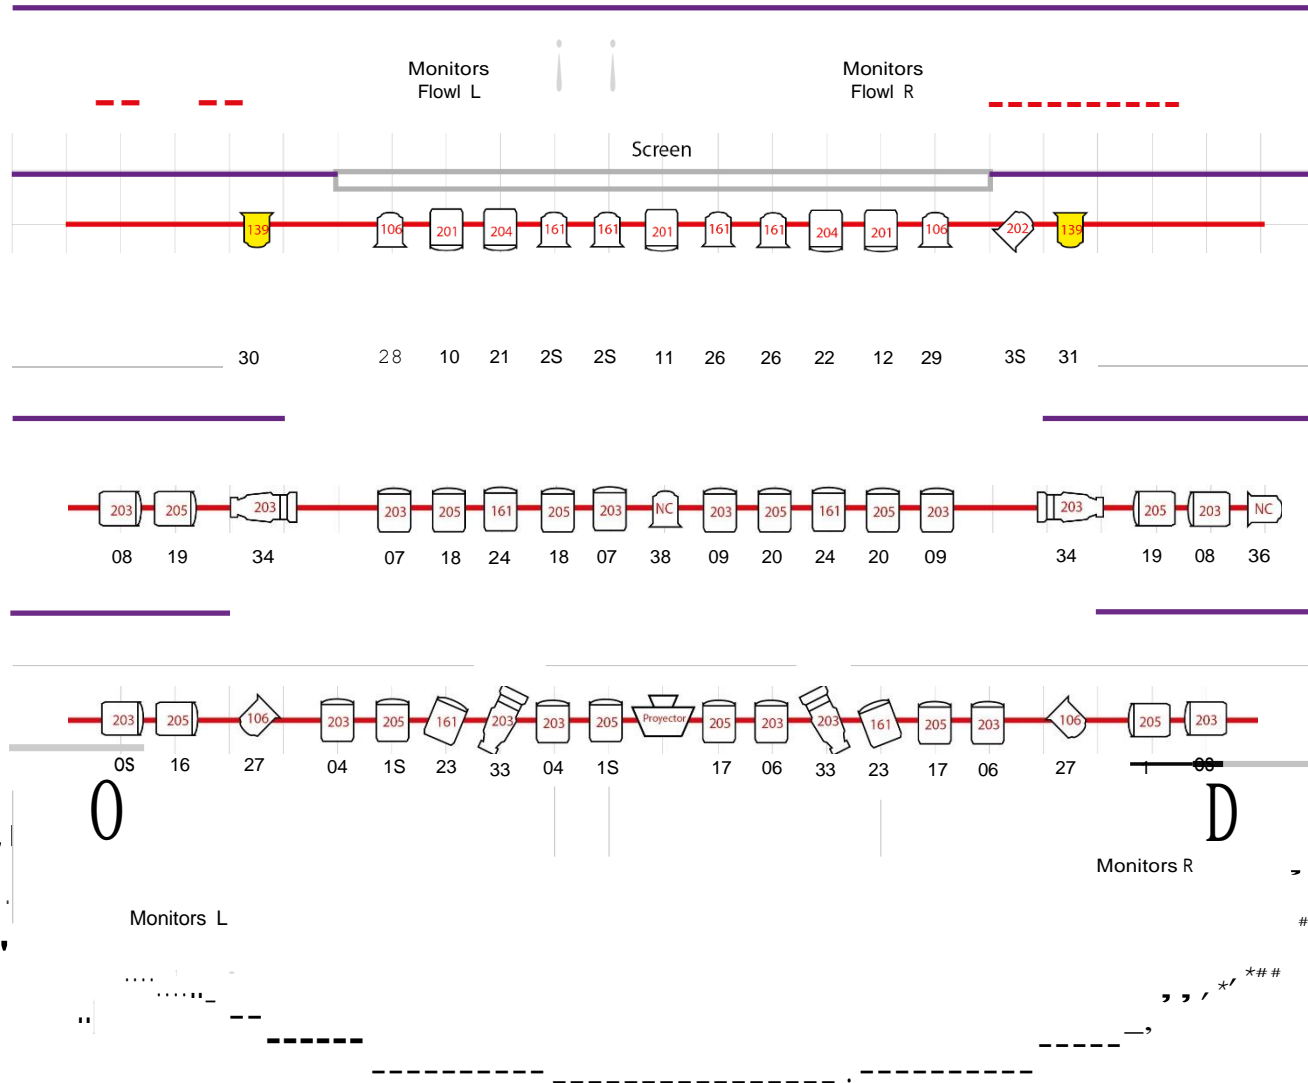 Monitors
Flowl L
Monitors
Flowl R
Screen
139 106 201 204 161 161 201 161 161 204 201 106 202 139
30 28 10 21 2S 2S 11 26 26 22 12 29 3S 31
203 205 203 203 205 161 205 203 NC 203 205 161 205 203 203 205 203 NC
08 19 34 07 18 24 18 07 38 09 20 24 20 09 34 19 08 36
203 205 106 203 205 161 203 203 205 Proyector 205 203 203 161 205 203 106 205 203
0S 16 27 04 1S 23 33 04 1S 17 06 33 23 17 06 27 1
O D
Monitors R
Monitors L